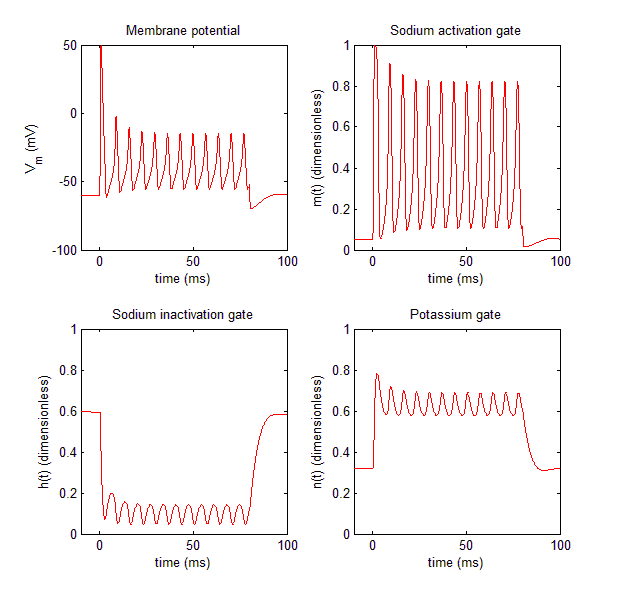 Membrane potential
50
0
-50
-100
V_m (mV)
0
50
100
time (ms)
Sodium activation gate
1
0.8
0.6
0.4
0.2
0
m(t) (dimensionless)
0
50
100
time (ms)
Sodium inactivation gate
1
0.8
0.6
0.4
0.2
0
h(t) (dimensionless)
0
50
100
time (ms)
Potassium gate
1
0.8
0.6
0.4
0.2
0
n(t) (dimensionless)
0
50
100
time (ms)